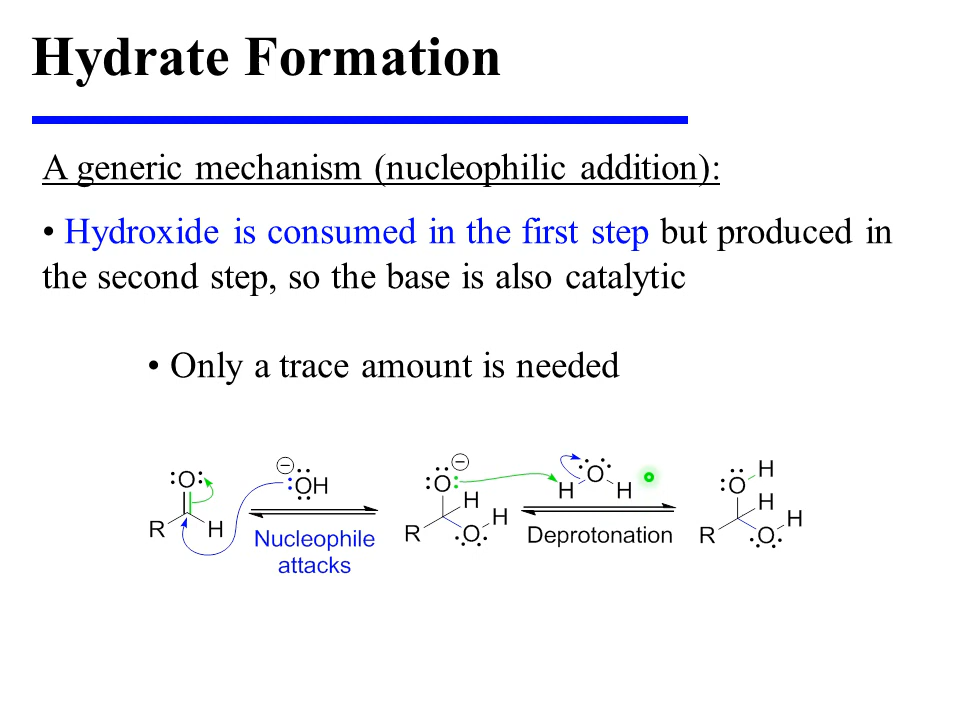 Hydrate Formation
A generic mechanism (nucleophilic addition):
• Hydroxide is consumed in the first step but produced in
the second step, so the base is also catalytic
• Only a trace amount is needed
O R H
− OH
Nucleophile
attacks
− O H H R O
O H H
Deprotonation
H O H H R O